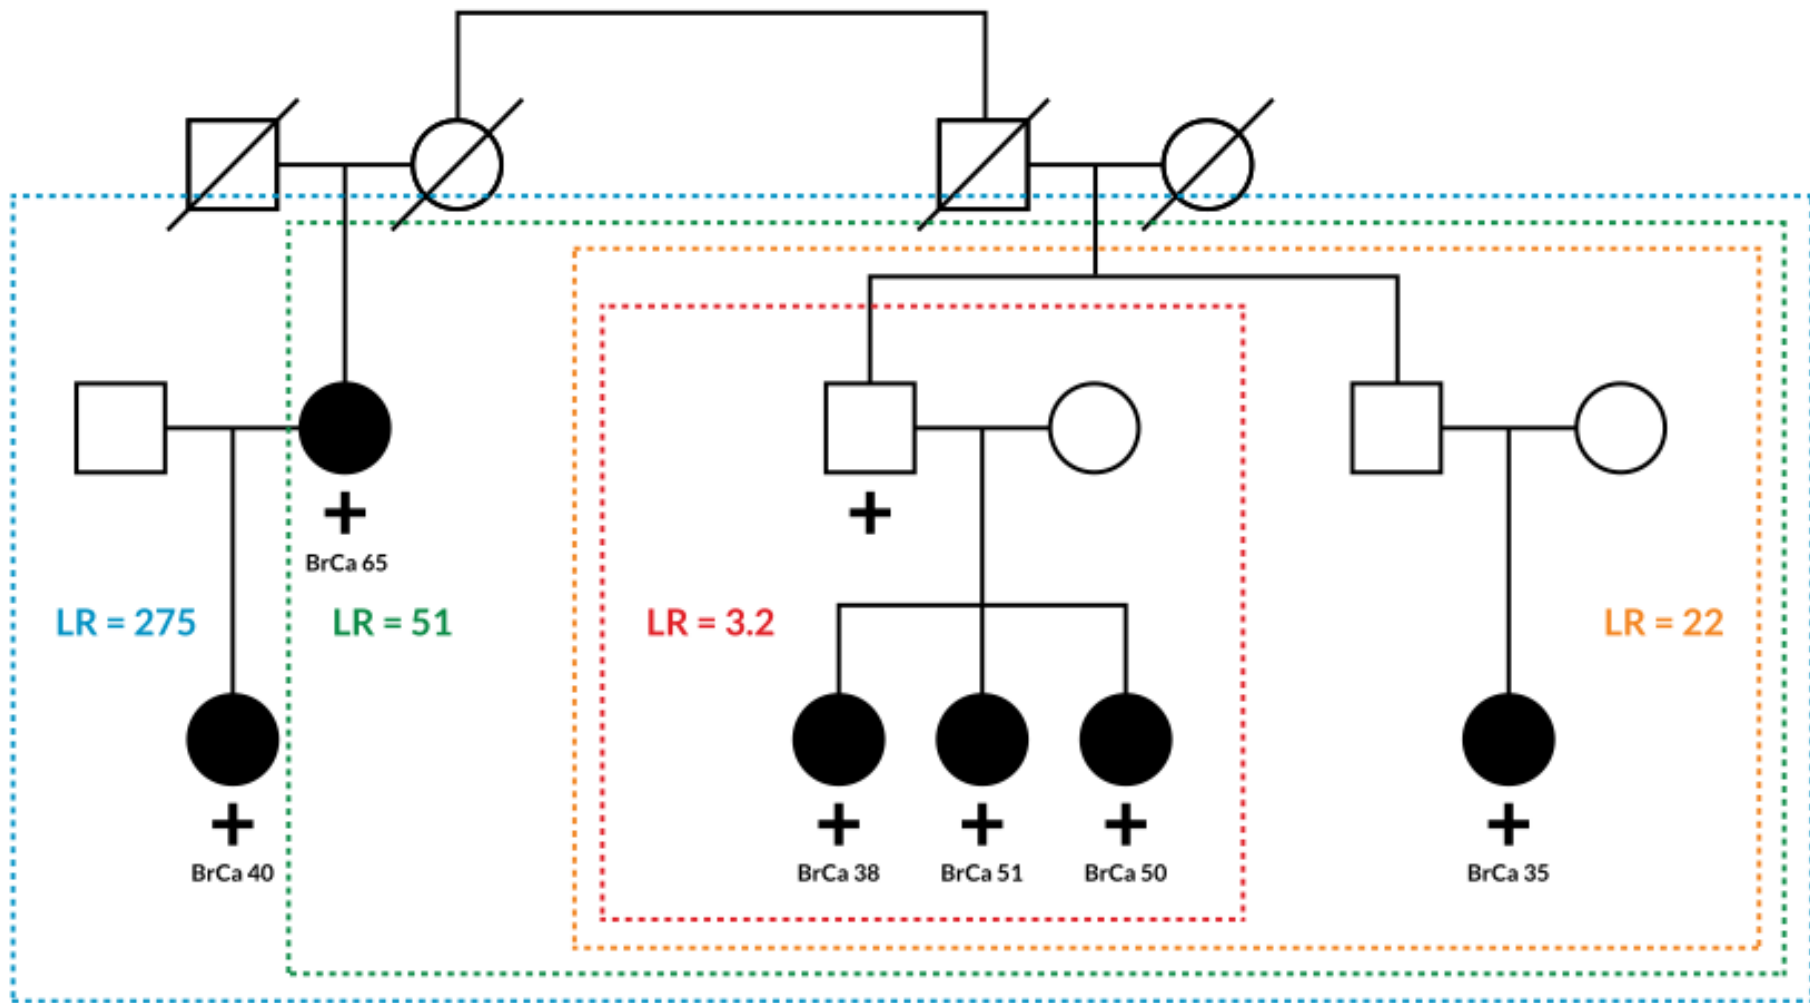 +
+
BrCa 65
LR = 275
LR = 51
LR = 3.2
LR = 22
+
+
+
+
+
BrCa 40
BrCa 38
BrCa 51
BrCa 50
BrCa 35